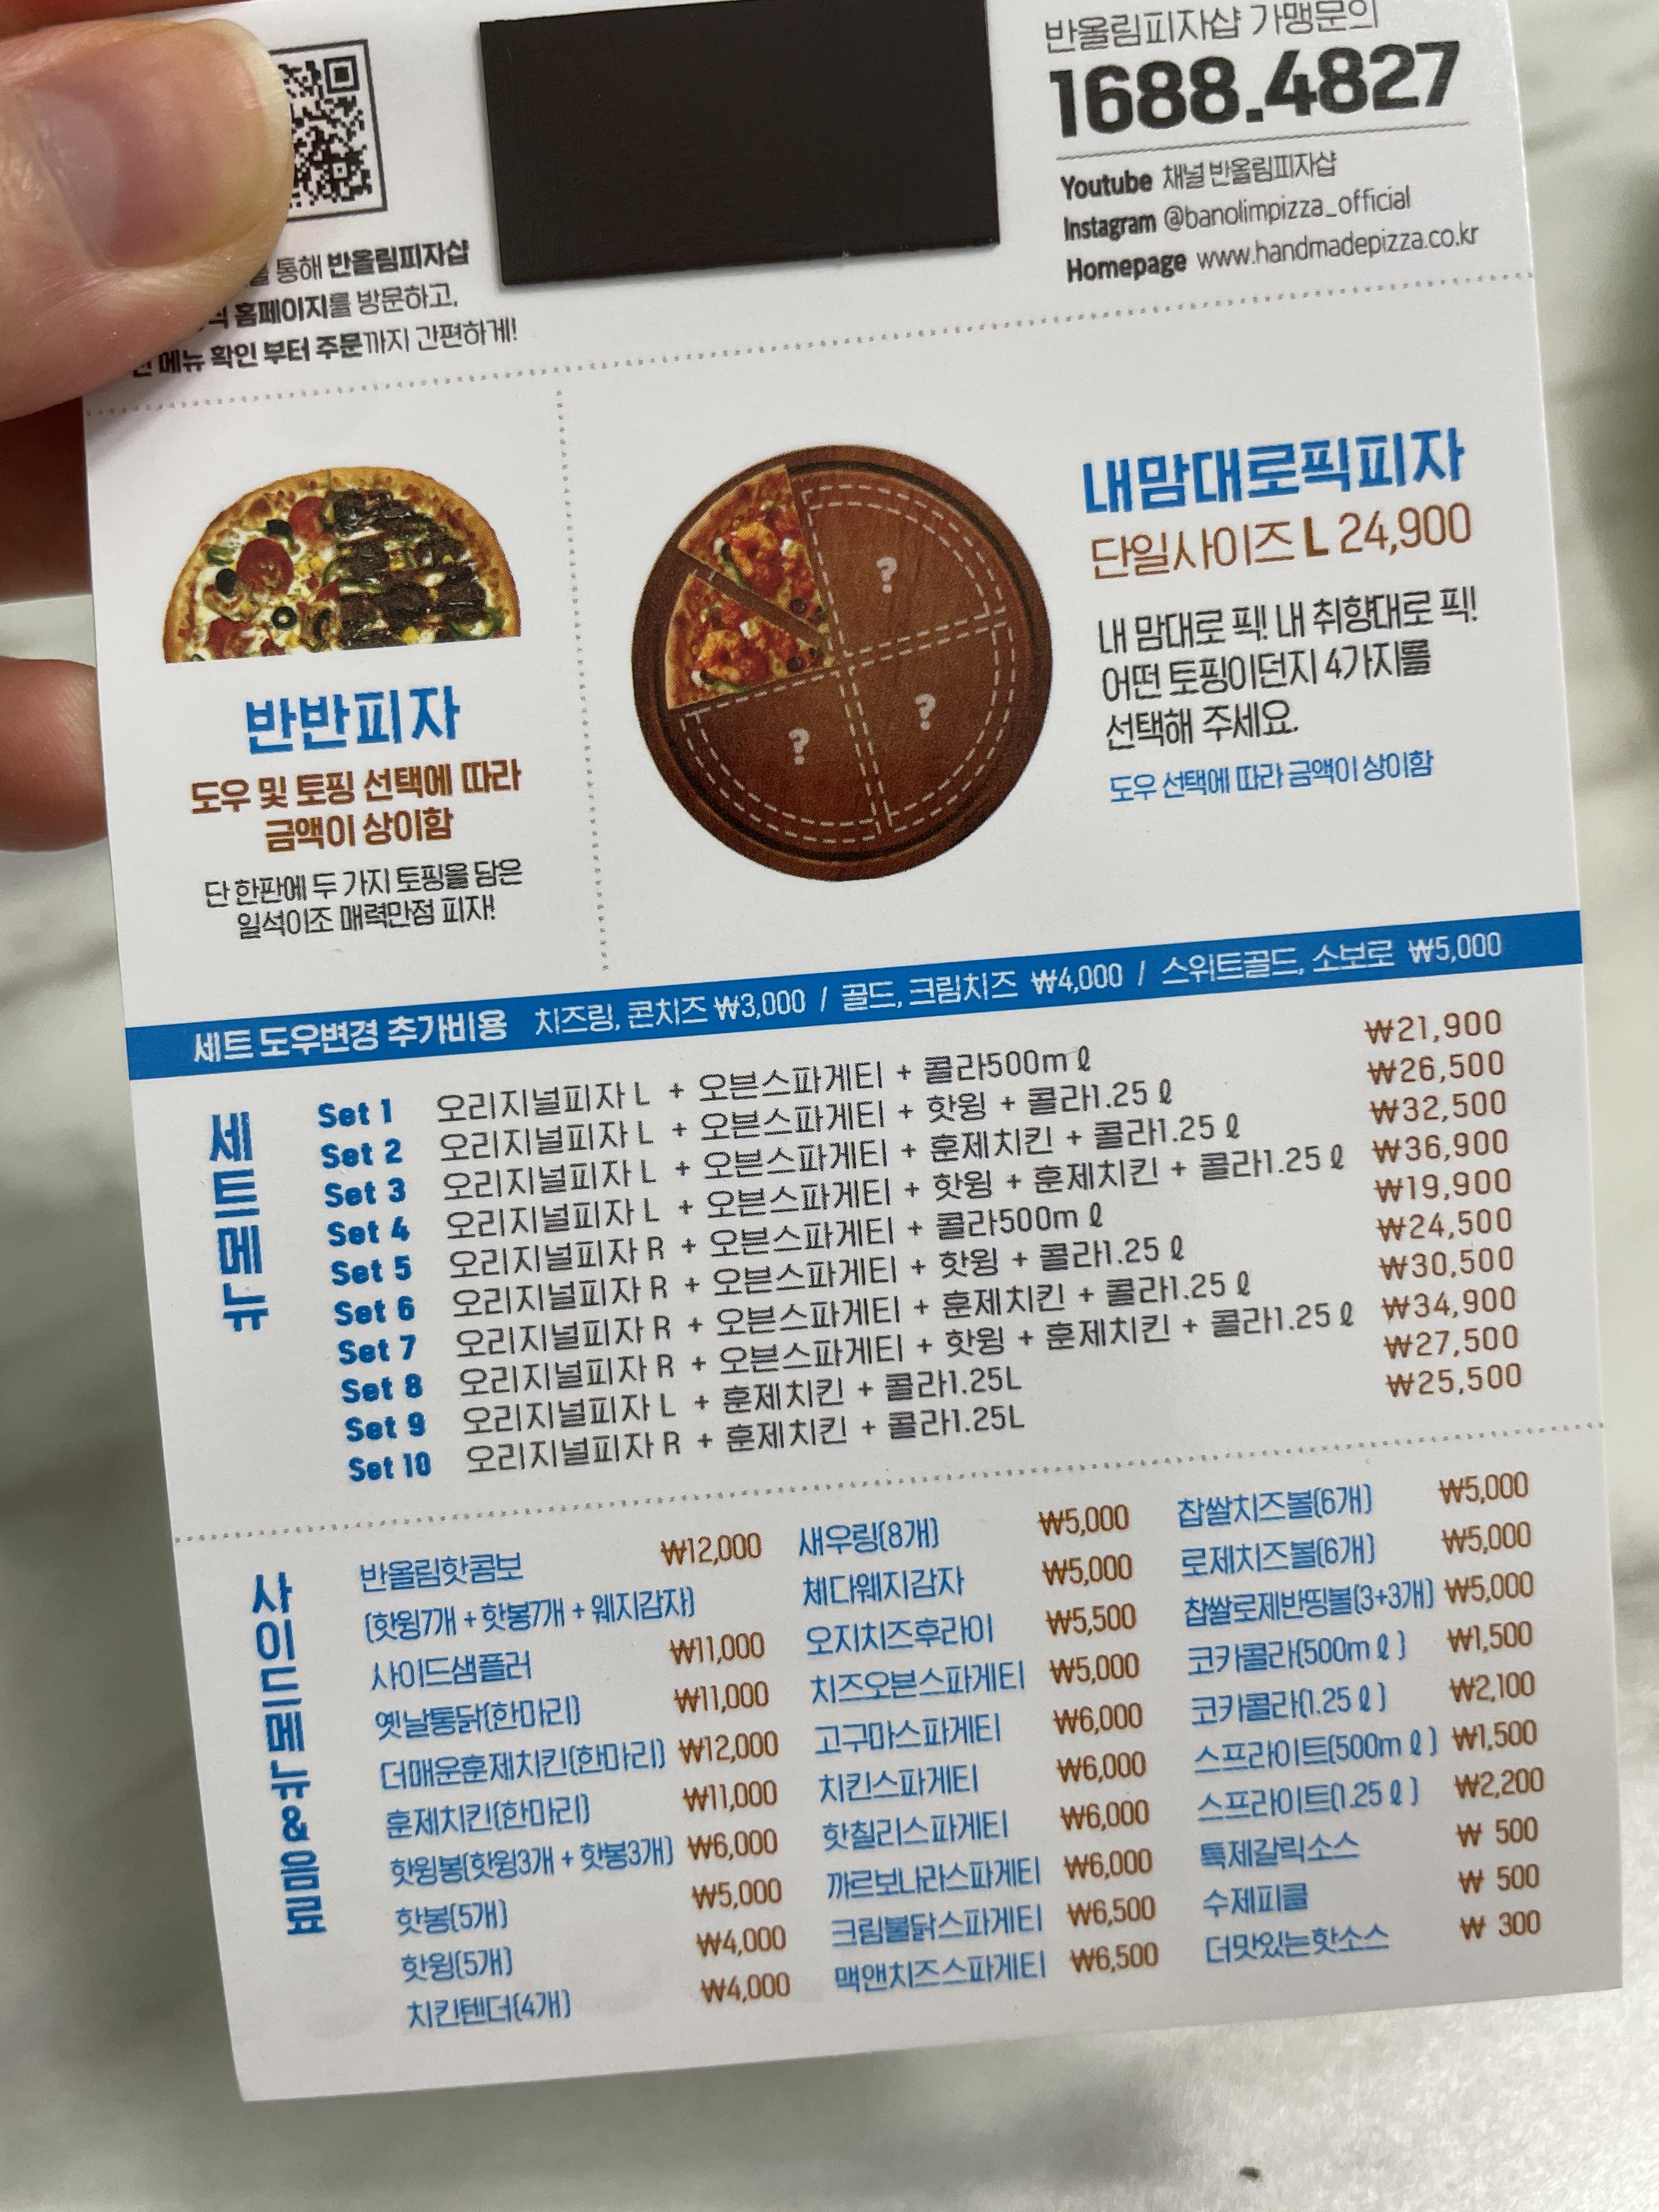 반올림피자샵 가맹문의
1688.4827
Youtube 채널 반올림피자샵
Instagram @banolimpizza_official
Homepage www.handmadepizza.co.kr
통해 반올림피자샵
홈페이지를 방문하고,
메뉴 확인 부터 주문까지 간편하게!
반반피자
도우 및 토핑 선택에 따라
금액이 상이함
단 한판에 두 가지 토핑을 담은
일석이조 매력만점 피자!
?
?
?
내맘대로픽피자
단일사이즈 L 24,900
내 맘대로 픽! 내 취향대로 픽!
어떤 토핑이던지 4가지를
선택해 주세요.
도우 선택에 따라 금액이 상이함
세트 도우변경 추가비용 치즈링, 콘치즈 ₩3,000 / 골드, 크림치즈 ₩4,000 / 스위트골드, 소보로 ₩5,000
세트메뉴
Set 1 오리지널피자 L + 오븐스파게티 + 콜라500mℓ ₩21,900
Set 2 오리지널피자 L + 오븐스파게티 + 핫윙 + 콜라1.25ℓ ₩26,500
Set 3 오리지널피자 L + 오븐스파게티 + 훈제치킨 + 콜라1.25ℓ ₩32,500
Set 4 오리지널피자 L + 오븐스파게티 + 핫윙 + 훈제치킨 + 콜라1.25ℓ ₩36,900
Set 5 오리지널피자 R + 오븐스파게티 + 콜라500mℓ ₩19,900
Set 6 오리지널피자 R + 오븐스파게티 + 핫윙 + 콜라1.25ℓ ₩24,500
Set 7 오리지널피자 R + 오븐스파게티 + 훈제치킨 + 콜라1.25ℓ ₩30,500
Set 8 오리지널피자 R + 오븐스파게티 + 핫윙 + 훈제치킨 + 콜라1.25ℓ ₩34,900
Set 9 오리지널피자 L + 훈제치킨 + 콜라1.25L ₩27,500
Set 10 오리지널피자 R + 훈제치킨 + 콜라1.25L ₩25,500
사이드메뉴&음료
반올림핫콤보 ₩12,000
(핫윙7개 + 핫봉7개 + 웨지감자)
사이드샘플러 ₩11,000
옛날통닭(한마리) ₩11,000
더매운훈제치킨(한마리) ₩12,000
훈제치킨(한마리) ₩11,000
핫윙봉(핫윙3개 + 핫봉3개) ₩6,000
핫봉(5개) ₩5,000
핫윙(5개) ₩4,000
치킨텐더(4개) ₩4,000
새우링(8개) ₩5,000
체다웨지감자 ₩5,000
오지치즈후라이 ₩5,500
치즈오븐스파게티 ₩5,000
고구마스파게티 ₩6,000
치킨스파게티 ₩6,000
핫칠리스파게티 ₩6,000
까르보나라스파게티 ₩6,000
크림불닭스파게티 ₩6,500
맥앤치즈스파게티 ₩6,500
찹쌀치즈볼(6개) ₩5,000
로제치즈볼(6개) ₩5,000
찹쌀로제반띵볼(3+3개) ₩5,000
코카콜라(500mℓ) ₩1,500
코카콜라(1.25ℓ) ₩2,100
스프라이트(500mℓ) ₩1,500
스프라이트(1.25ℓ) ₩2,200
특제갈릭소스 ₩ 500
수제피클 ₩ 500
더맛있는핫소스 ₩ 300